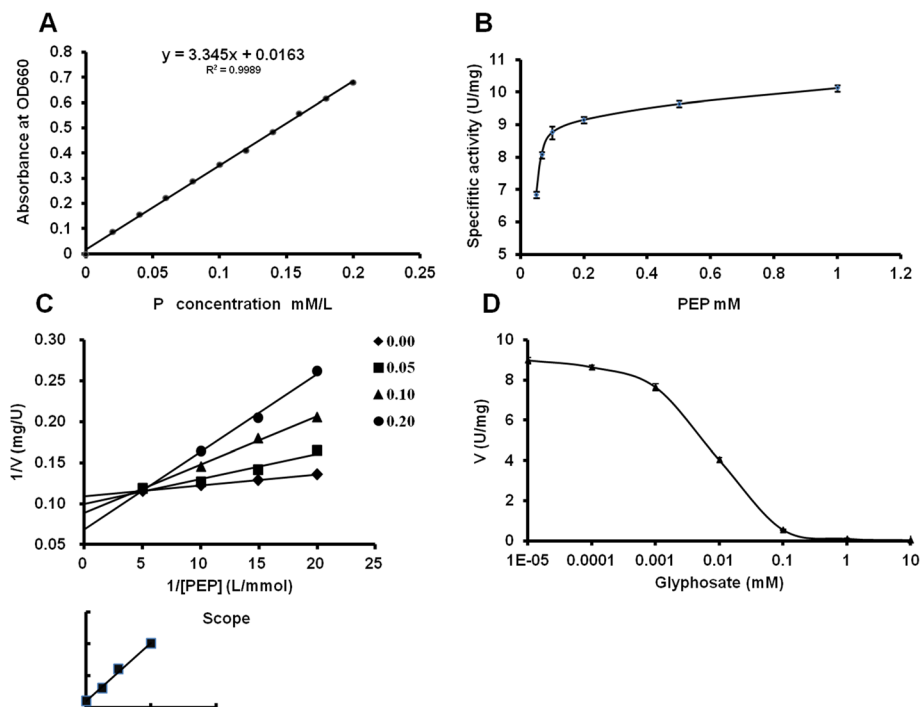 A
y = 3.345x + 0.0163
R² = 0.9989
Absorbance at OD660
0.8
0.7
0.6
0.5
0.4
0.3
0.2
0.1
0
0 0.05 0.1 0.15 0.2 0.25
P concentration mM/L
B
Specifitic activity (U/mg)
11
10
9
8
7
6
5
0 0.2 0.4 0.6 0.8 1 1.2
PEP mM
C
1/V (mg/U)
0.30
0.25
0.20
0.15
0.10
0.05
0 5 10 15 20 25
1/[PEP] (L/mmol)
0.00
0.05
0.10
0.20
D
V (U/mg)
10
8
6
4
2
0
1E-05 0.0001 0.001 0.01 0.1 1 10
Glyphosate (mM)
Scope